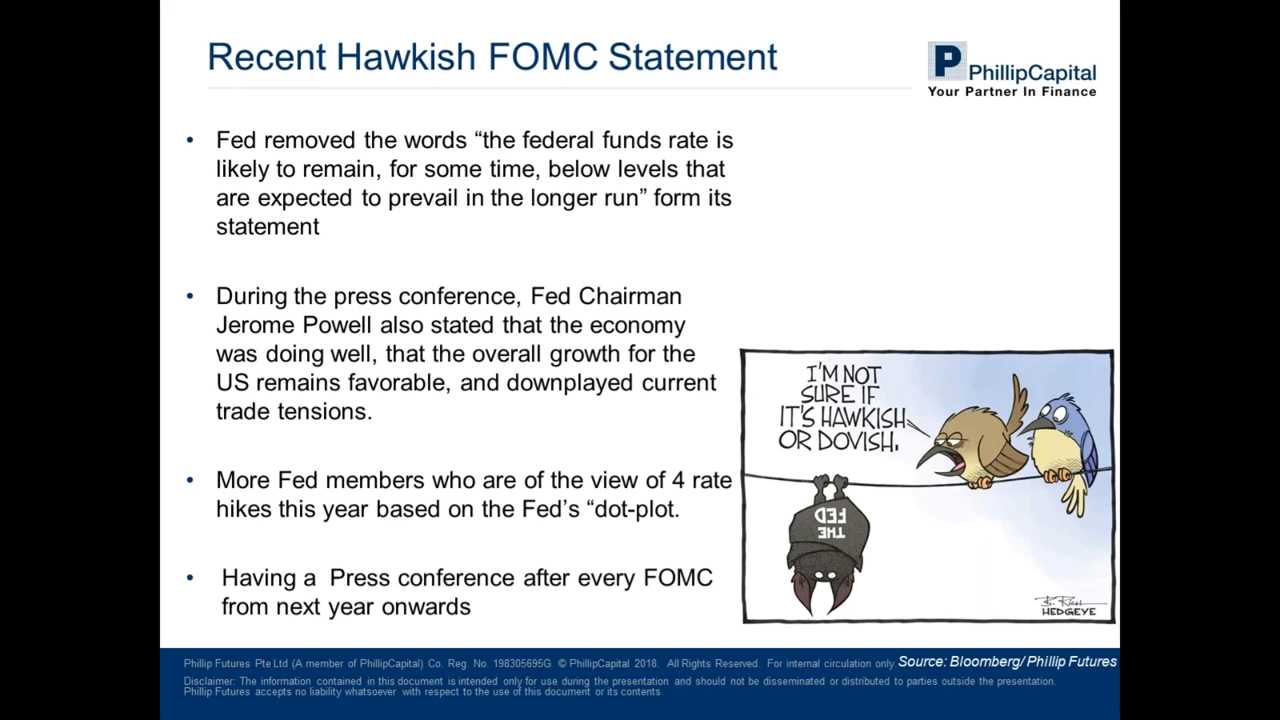 Recent Hawkish FOMC Statement
P
PhillipCapital
Your Partner In Finance
• Fed removed the words “the federal funds rate is
likely to remain, for some time, below levels that
are expected to prevail in the longer run” form its
statement
• During the press conference, Fed Chairman
Jerome Powell also stated that the economy
was doing well, that the overall growth for the
US remains favorable, and downplayed current
trade tensions.
• More Fed members who are of the view of 4 rate
hikes this year based on the Fed’s “dot-plot.
• Having a  Press conference after every FOMC
from next year onwards
I'M NOT
SURE IF
IT'S HAWKISH
OR DOVISH.
THE
FED
B. Rich
HEDGEYE
Phillip Futures Pte Ltd (A member of PhillipCapital) Co. Reg. No. 198305695G © PhillipCapital 2018. All Rights Reserved. For internal circulation only
Source: Bloomberg/ Phillip Futures
Disclaimer: The information contained in this document is intended only for use during the presentation and should not be disseminated or distributed to parties outside the presentation.
Phillip Futures accepts no liability whatsoever with respect to the use of this document or its contents.